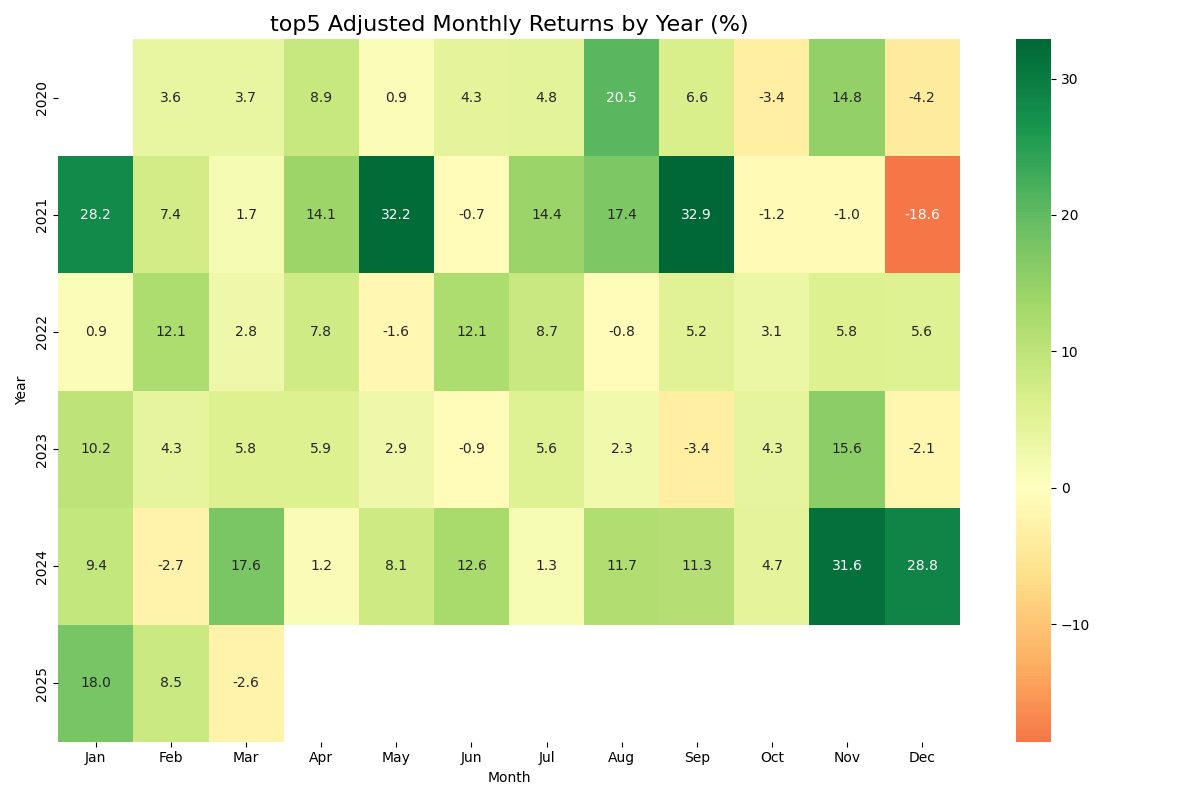 top5 Adjusted Monthly Returns by Year (%)
2020 3.6 3.7 8.9 0.9 4.3 4.8 20.5 6.6 -3.4 14.8 -4.2
2021 28.2 7.4 1.7 14.1 32.2 -0.7 14.4 17.4 32.9 -1.2 -1.0 -18.6
2022 0.9 12.1 2.8 7.8 -1.6 12.1 8.7 -0.8 5.2 3.1 5.8 5.6
Year
2023 10.2 4.3 5.8 5.9 2.9 -0.9 5.6 2.3 -3.4 4.3 15.6 -2.1
2024 9.4 -2.7 17.6 1.2 8.1 12.6 1.3 11.7 11.3 4.7 31.6 28.8
2025 18.0 8.5 -2.6
Jan Feb Mar Apr May Jun Jul Aug Sep Oct Nov Dec
Month
30
20
10
0
−10